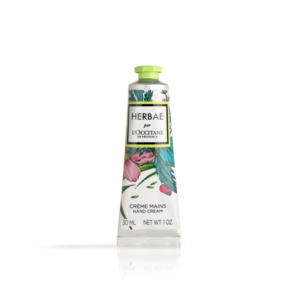 HERBAE
par
L'OCCITANE
EN PROVENCE
CRÈME MAINS
HAND CREAM
30 ML NET WT. 1 OZ.